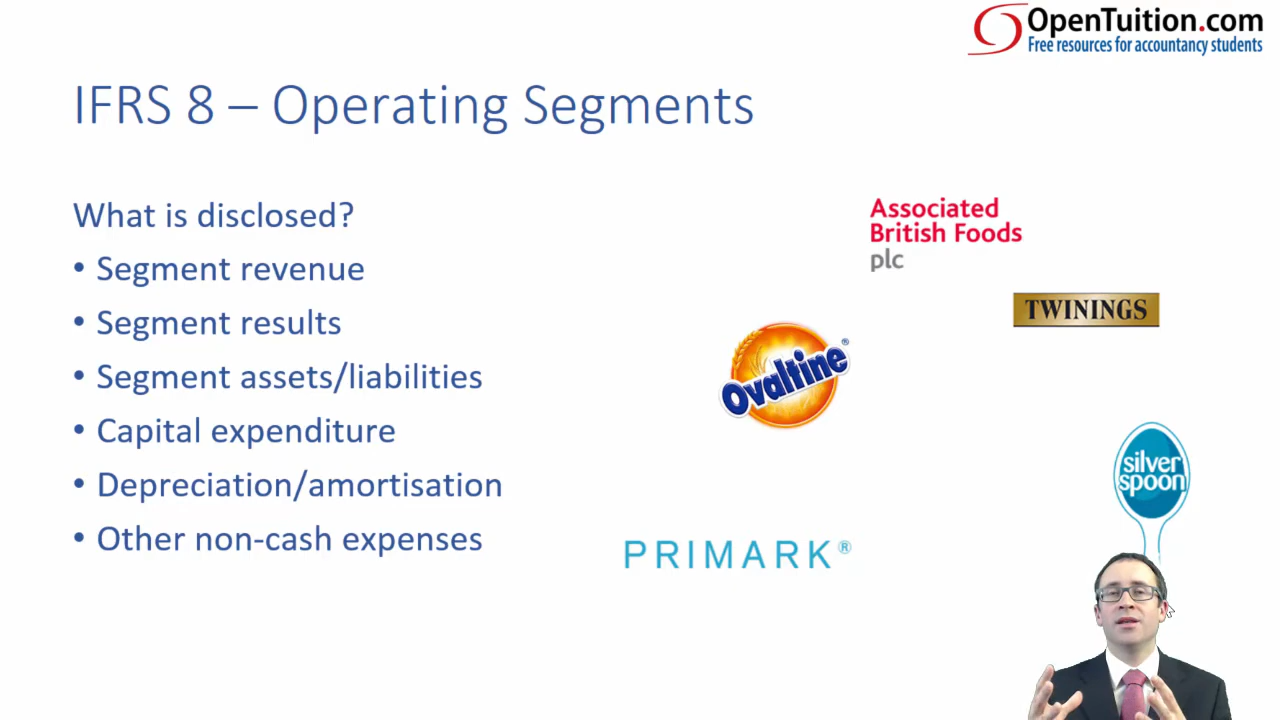 OpenTuition.com
Free resources for accountancy students
IFRS 8 – Operating Segments
What is disclosed?
• Segment revenue
• Segment results
• Segment assets/liabilities
• Capital expenditure
• Depreciation/amortisation
• Other non-cash expenses
Associated
British Foods
plc
TWININGS
Ovaltine®
silver
spoon
PRIMARK®